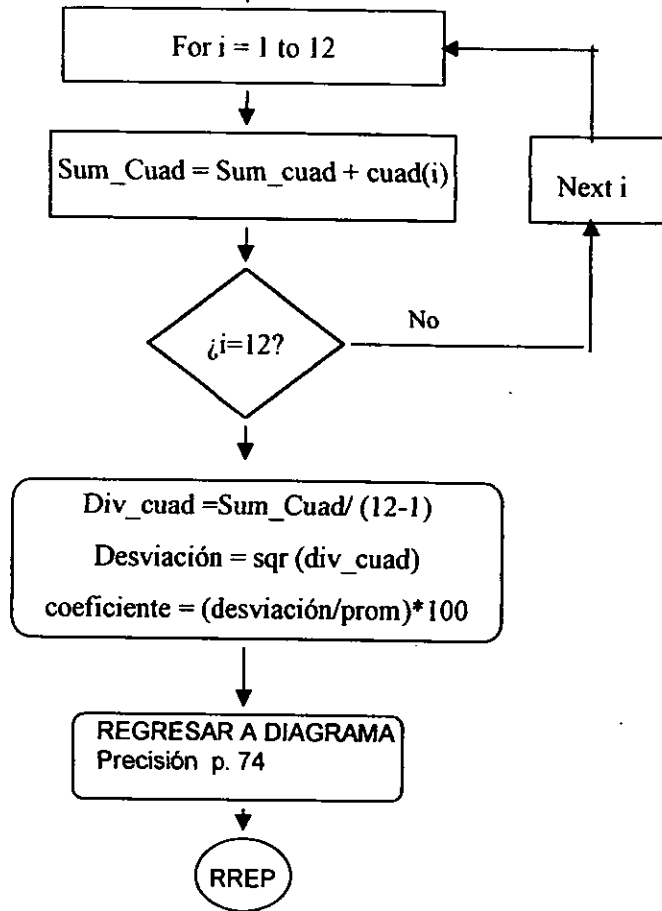 For i = 1 to 12
Sum_Cuad = Sum_cuad + cuad(i)
Next i
¿i=12?
No
Div_cuad =Sum_Cuad/ (12-1)
Desviación = sqr (div_cuad)
coeficiente = (desviación/prom)*100
REGRESAR A DIAGRAMA
Precisión p. 74
RREP